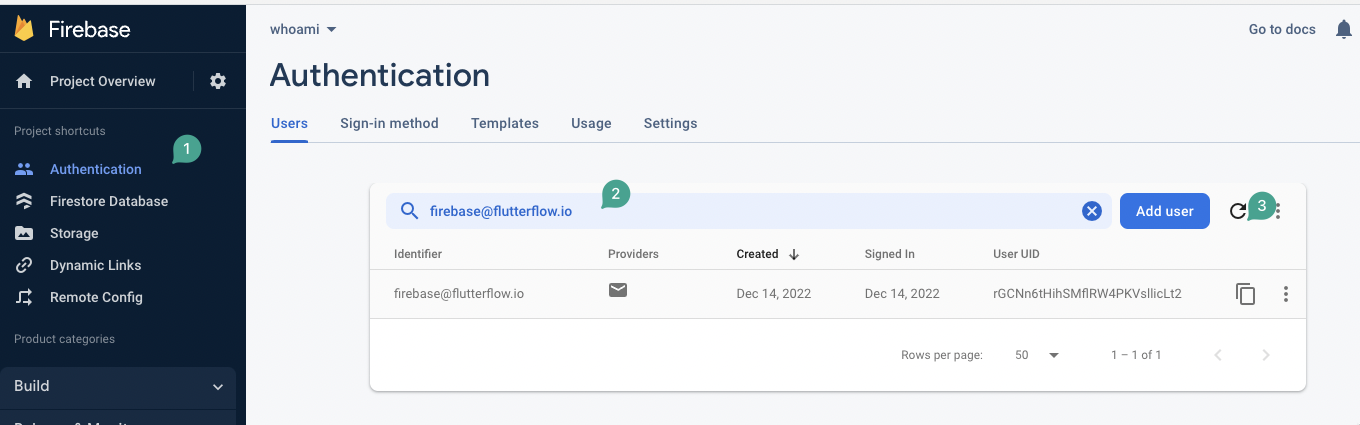 Firebase
whoami
Go to docs
Project Overview
Authentication
Project shortcuts
1
Users Sign-in method Templates Usage Settings
Authentication
Firestore Database
Storage
Dynamic Links
Remote Config
Product categories
Build
2
firebase@flutterflow.io
Add user
3
Identifier Providers Created Signed In User UID
firebase@flutterflow.io Dec 14, 2022 Dec 14, 2022 rGCNn6tHihSMflRW4PKVsllicLt2
Rows per page: 50 1 – 1 of 1